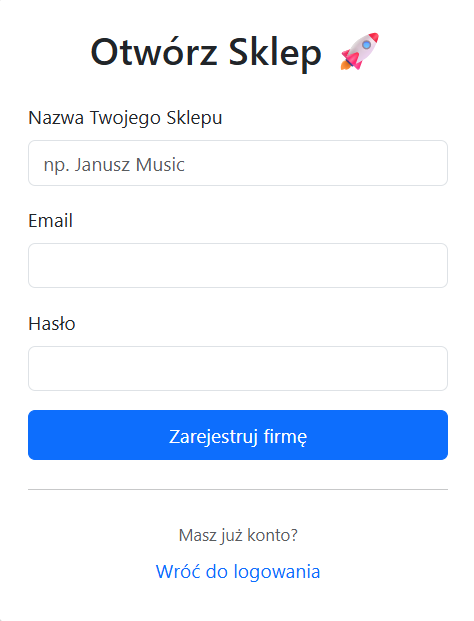 Otwórz Sklep 🚀
Nazwa Twojego Sklepu
np. Janusz Music
Email
Hasło
Zarejestruj firmę
Masz już konto?
Wróć do logowania